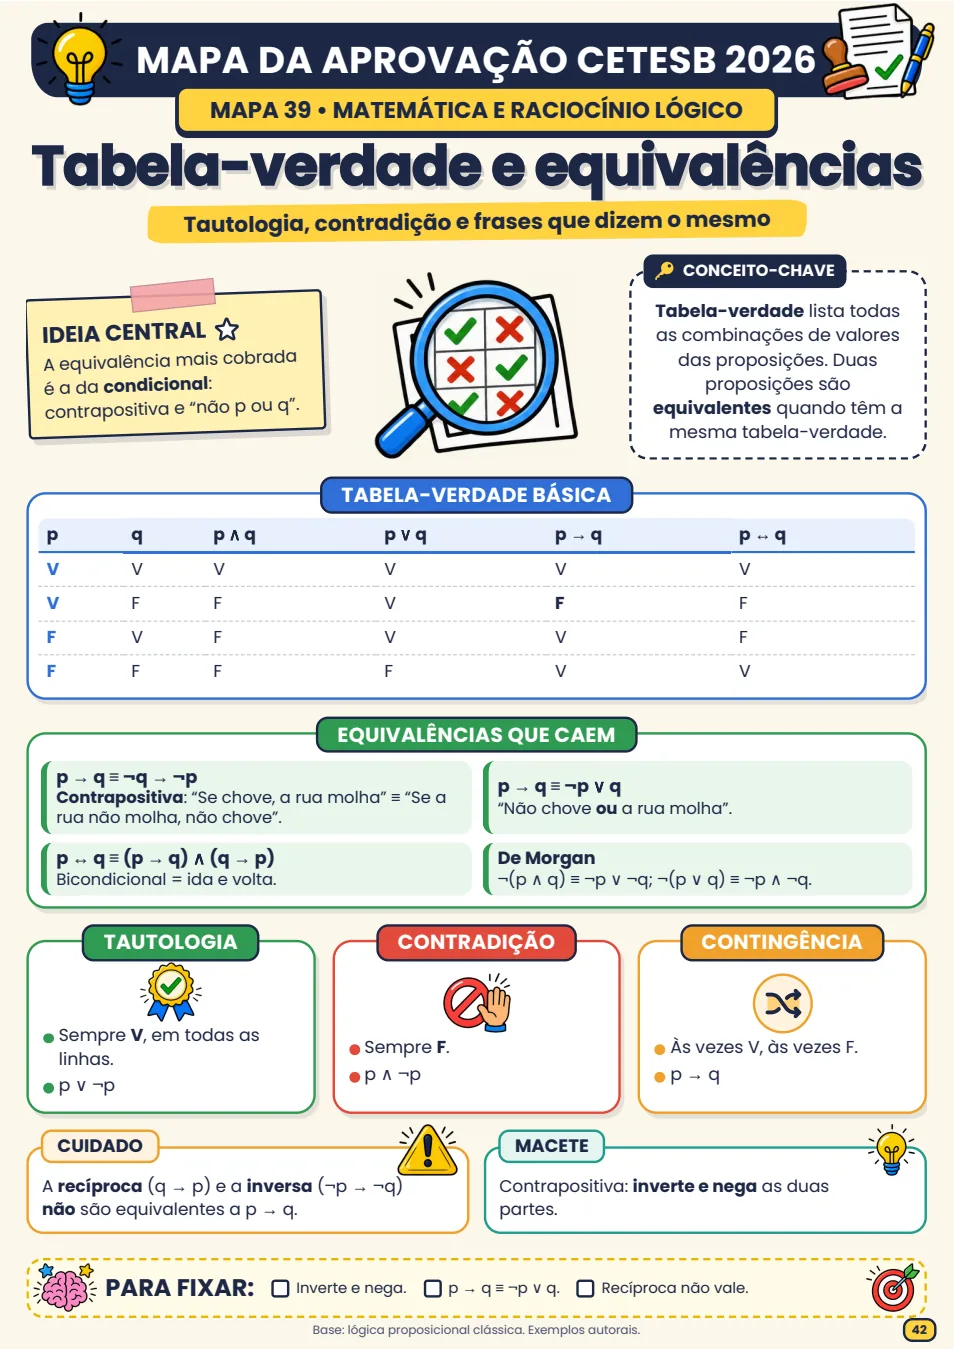 MAPA DA APROVAÇÃO CETESB 2026
MAPA 39 • MATEMÁTICA E RACIOCÍNIO LÓGICO
Tabela-verdade e equivalências
Tautologia, contradição e frases que dizem o mesmo
IDEIA CENTRAL
A equivalência mais cobrada
é a da condicional:
contrapositiva e “não p ou q”.
CONCEITO-CHAVE
Tabela-verdade lista todas
as combinações de valores
das proposições. Duas
proposições são
equivalentes quando têm a
mesma tabela-verdade.
TABELA-VERDADE BÁSICA
p q p ∧ q p ∨ q p → q p ↔ q
V V V V V V
V F F V F F
F V F V V F
F F F F V V
EQUIVALÊNCIAS QUE CAEM
p → q ≡ ¬q → ¬p
Contrapositiva: “Se chove, a rua molha” ≡ “Se a
rua não molha, não chove”.
p → q ≡ ¬p ∨ q
“Não chove ou a rua molha”.
p ↔ q ≡ (p → q) ∧ (q → p)
Bicondicional = ida e volta.
De Morgan
¬(p ∧ q) ≡ ¬p ∨ ¬q; ¬(p ∨ q) ≡ ¬p ∧ ¬q.
TAUTOLOGIA
Sempre V, em todas as
linhas.
p ∨ ¬p
CONTRADIÇÃO
Sempre F.
p ∧ ¬p
CONTINGÊNCIA
Às vezes V, às vezes F.
p → q
CUIDADO
A recíproca (q → p) e a inversa (¬p → ¬q)
não são equivalentes a p → q.
MACETE
Contrapositiva: inverte e nega as duas
partes.
PARA FIXAR: Inverte e nega. p → q ≡ ¬p ∨ q. Recíproca não vale.
Base: lógica proposicional clássica. Exemplos autorais.
42